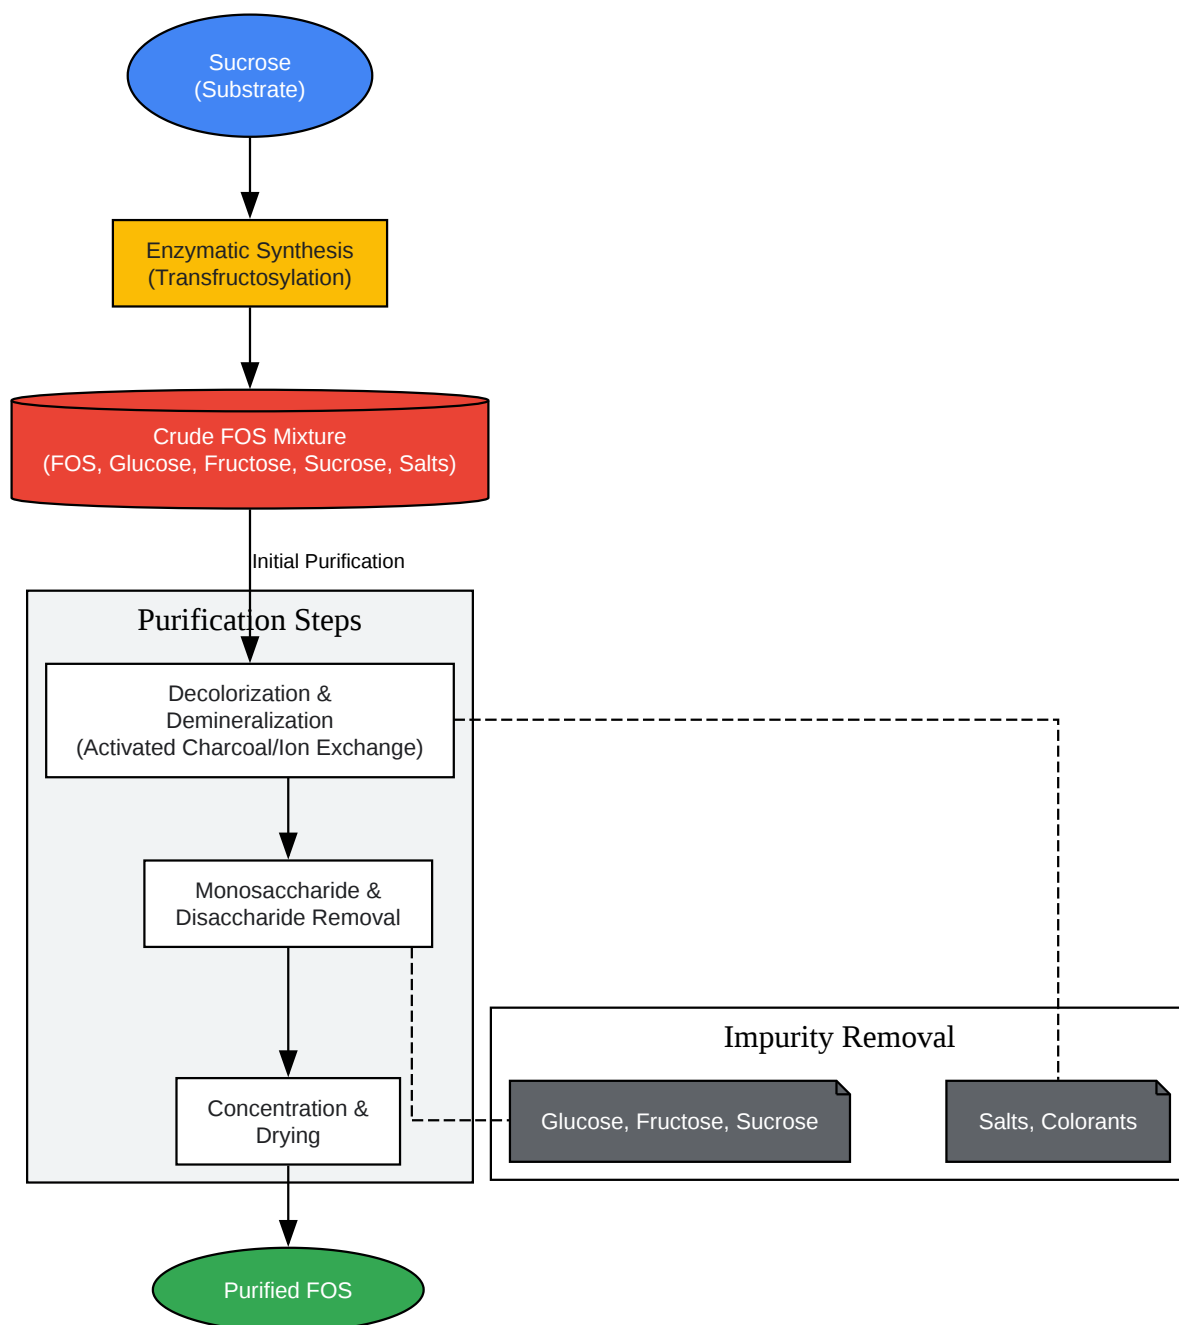 Sucrose
(Substrate)
Enzymatic Synthesis
(Transfructosylation)
Crude FOS Mixture
(FOS, Glucose, Fructose, Sucrose, Salts)
Initial Purification
Purification Steps
Decolorization &
Demineralization
(Activated Charcoal/Ion Exchange)
Monosaccharide &
Disaccharide Removal
Impurity Removal
Concentration &
Drying
Glucose, Fructose, Sucrose
Salts, Colorants
Purified FOS